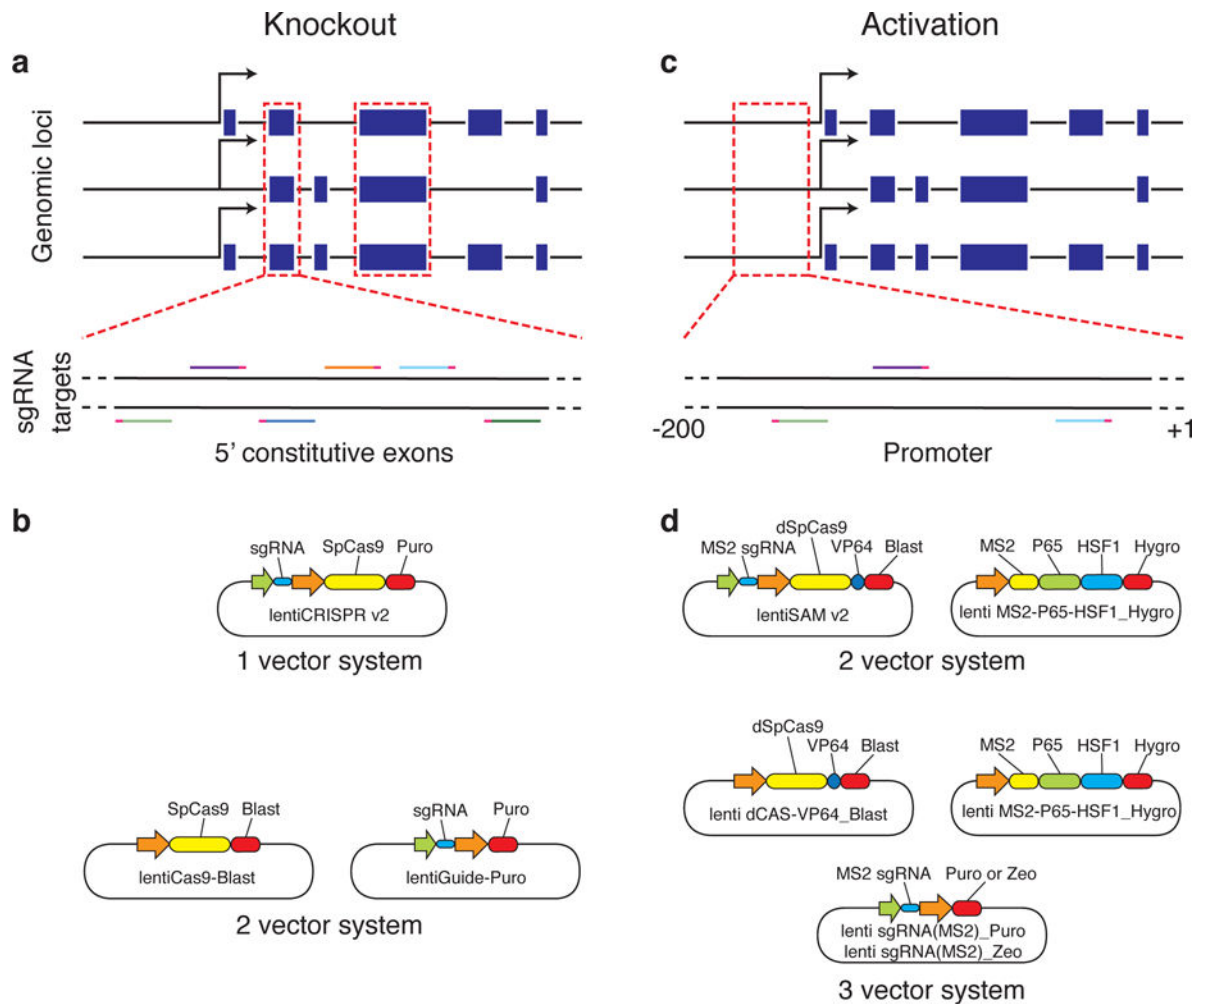 Knockout
a
Genomic loci
sgRNA
targets
5’ constitutive exons
b
sgRNA
SpCas9
Puro
lentiCRISPR v2
1 vector system
SpCas9
Blast
lentiCas9-Blast
sgRNA
Puro
lentiGuide-Puro
2 vector system
Activation
c
-200
+1
Promoter
d
dSpCas9
MS2 sgRNA
VP64
Blast
lentiSAM v2
MS2
P65
HSF1
Hygro
lenti MS2-P65-HSF1_Hygro
2 vector system
dSpCas9
VP64
Blast
lenti dCAS-VP64_Blast
MS2
P65
HSF1
Hygro
lenti MS2-P65-HSF1_Hygro
MS2 sgRNA
Puro or Zeo
lenti sgRNA(MS2)_Puro
lenti sgRNA(MS2)_Zeo
3 vector system